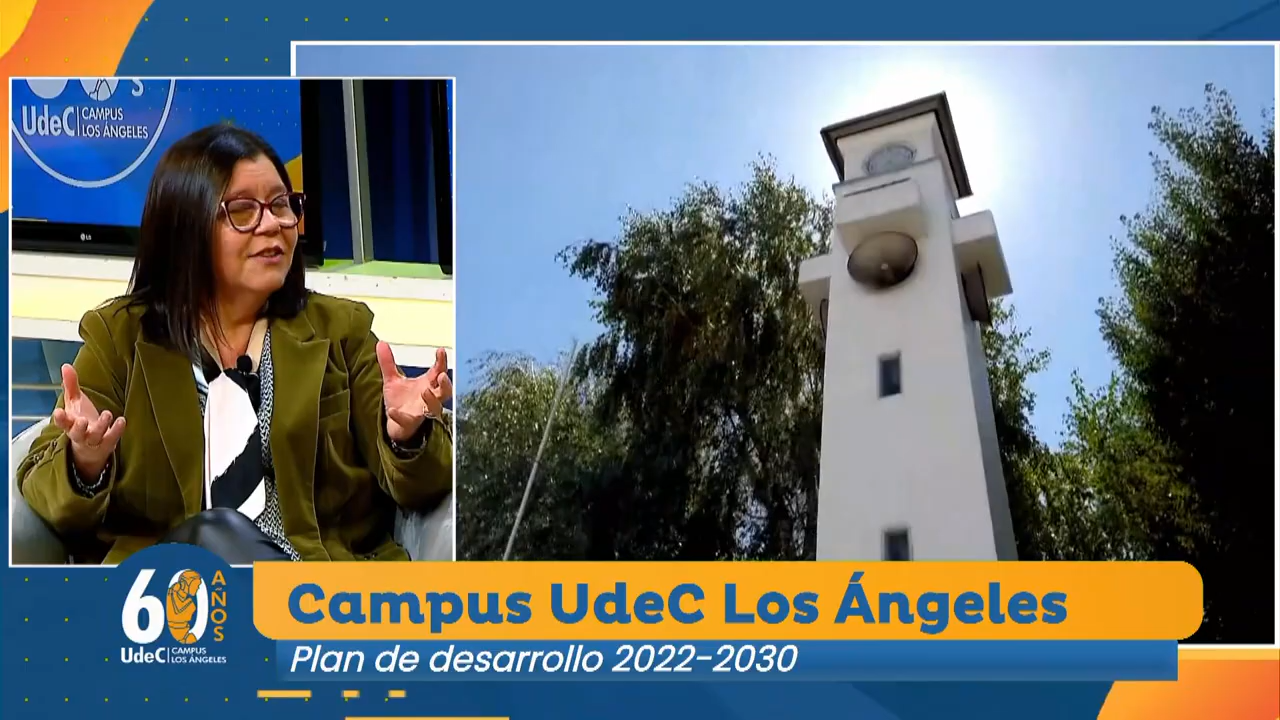 S
UdeC CAMPUS
LOS ÁNGELES
LG
Campus UdeC Los Ángeles
Plan de desarrollo 2022-2030
60 AÑOS
UdeC CAMPUS
LOS ÁNGELES